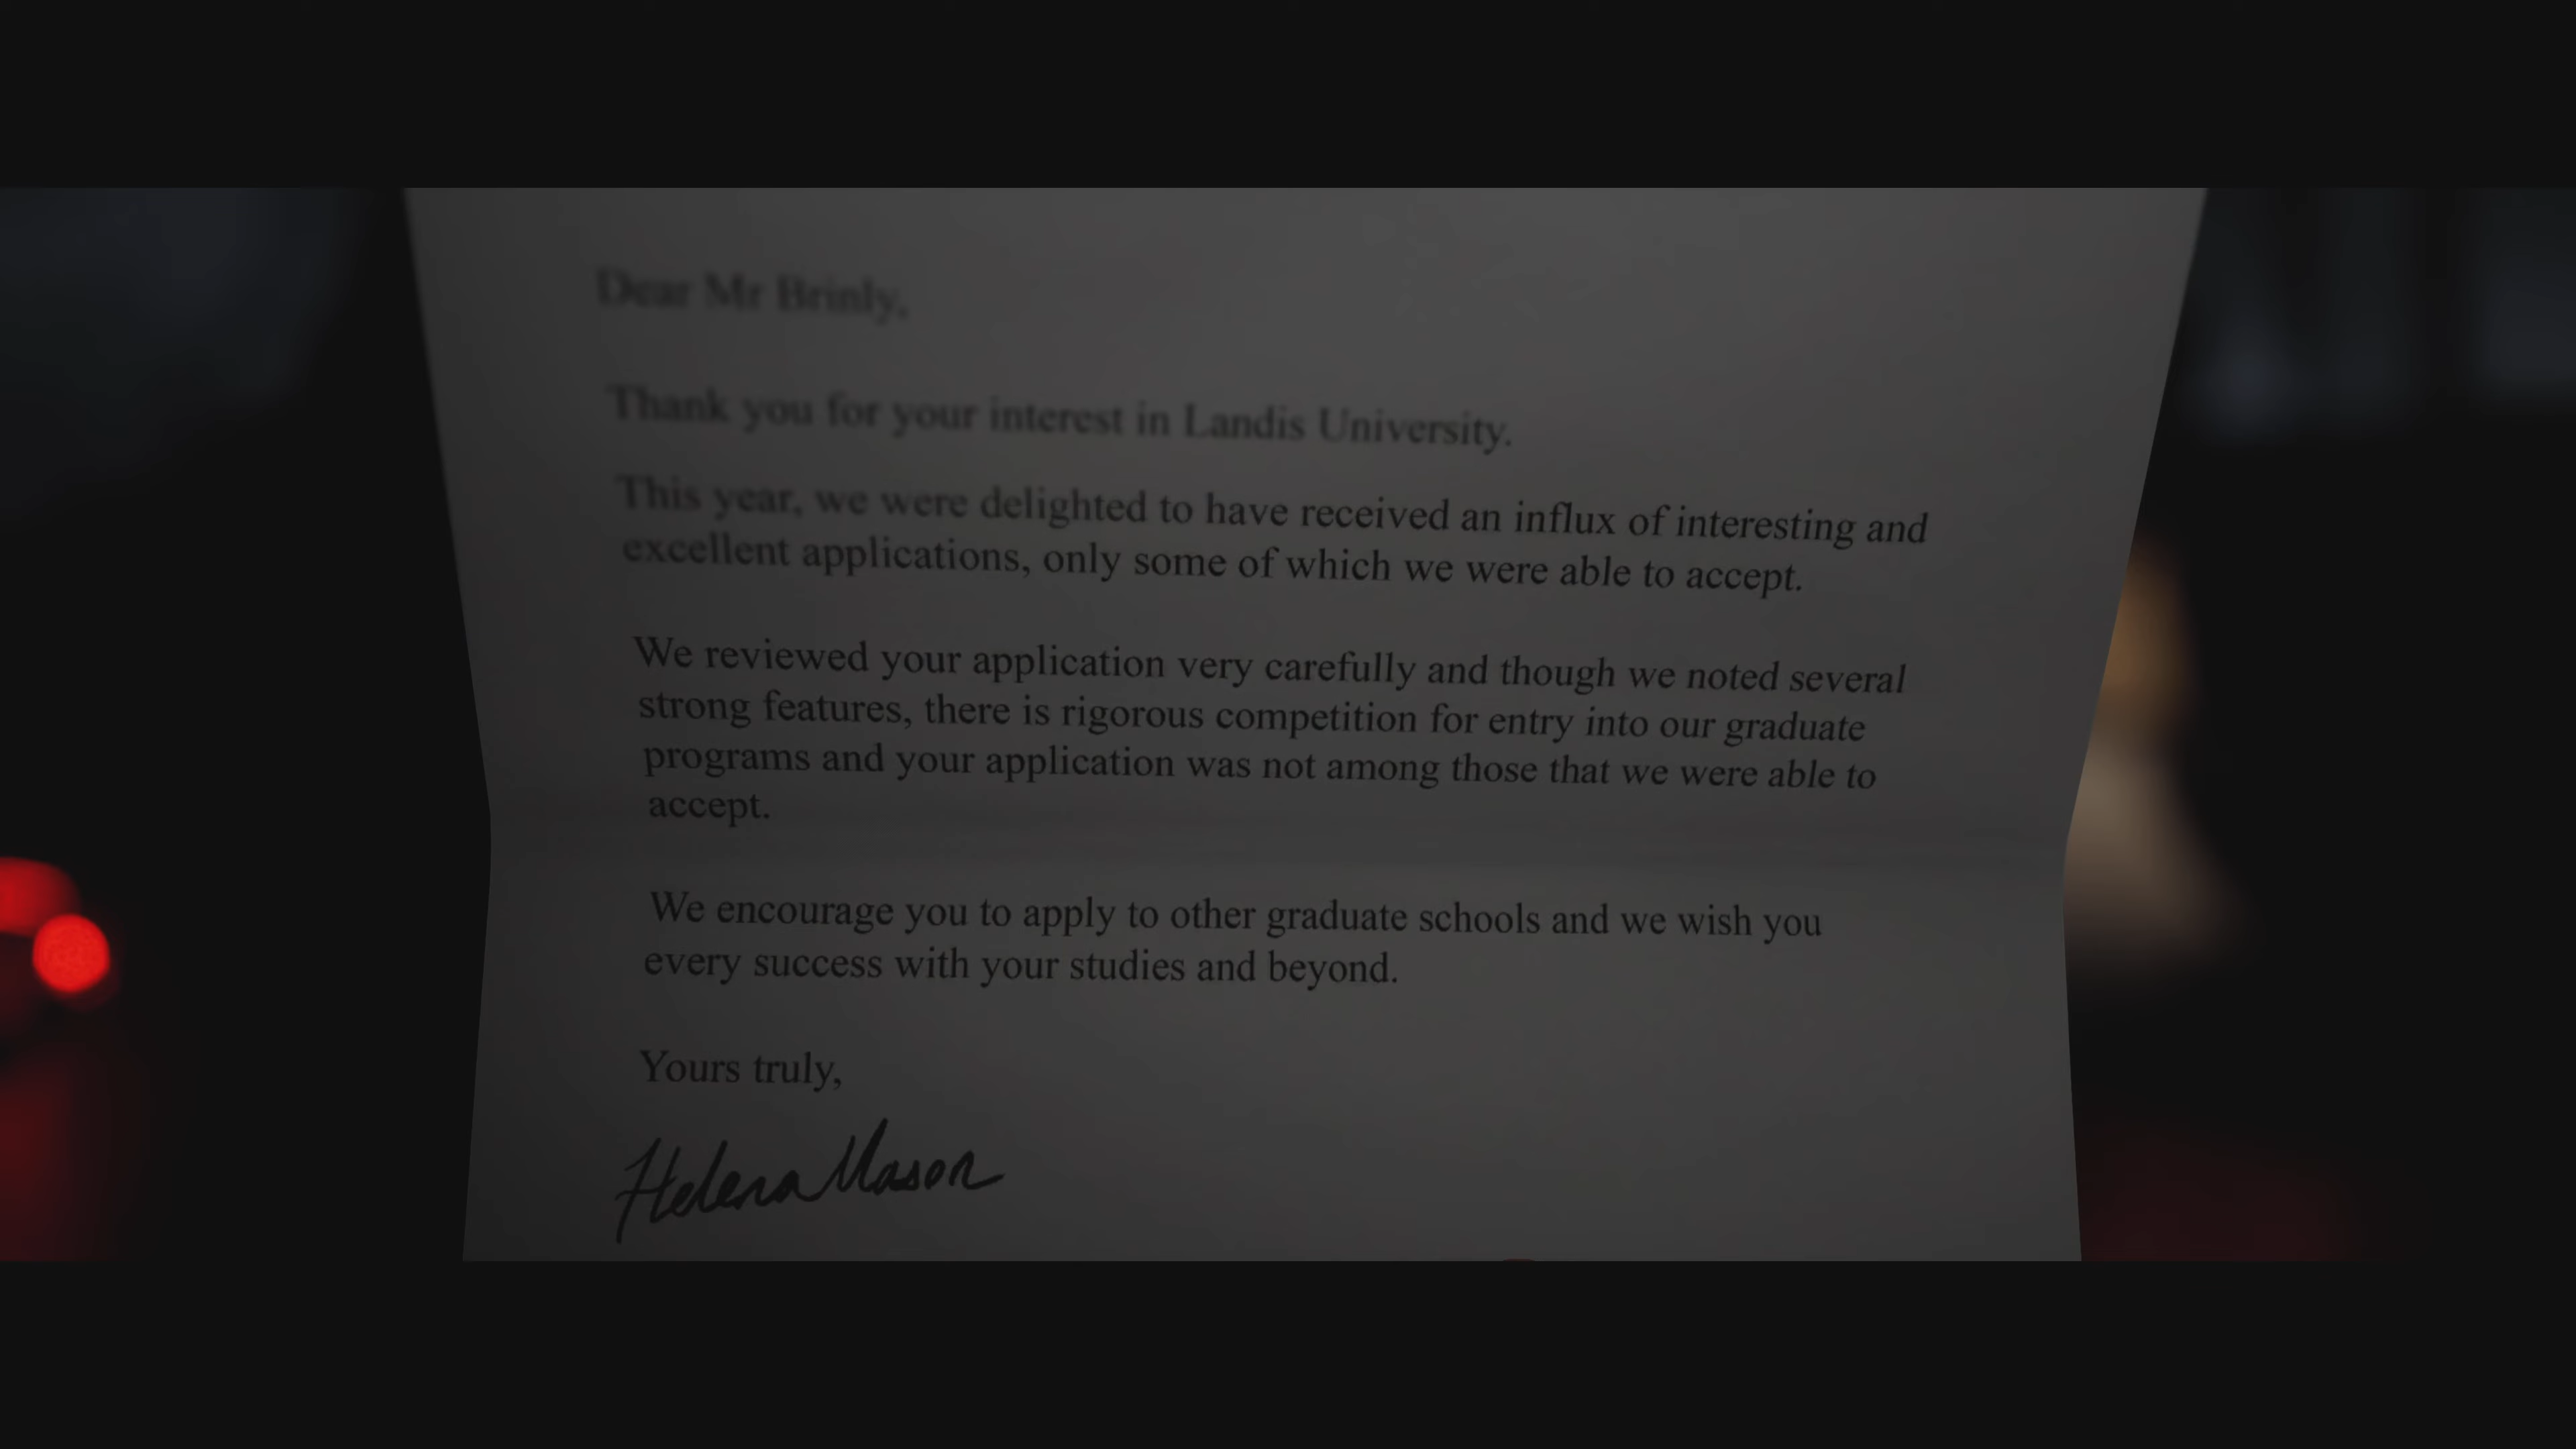 Dear Mr Brinly,
Thank you for your interest in Landis University.
This year, we were delighted to have received an influx of interesting and
excellent applications, only some of which we were able to accept.
We reviewed your application very carefully and though we noted several
strong features, there is rigorous competition for entry into our graduate
programs and your application was not among those that we were able to
accept.
We encourage you to apply to other graduate schools and we wish you
every success with your studies and beyond.
Yours truly,
Helena Mason